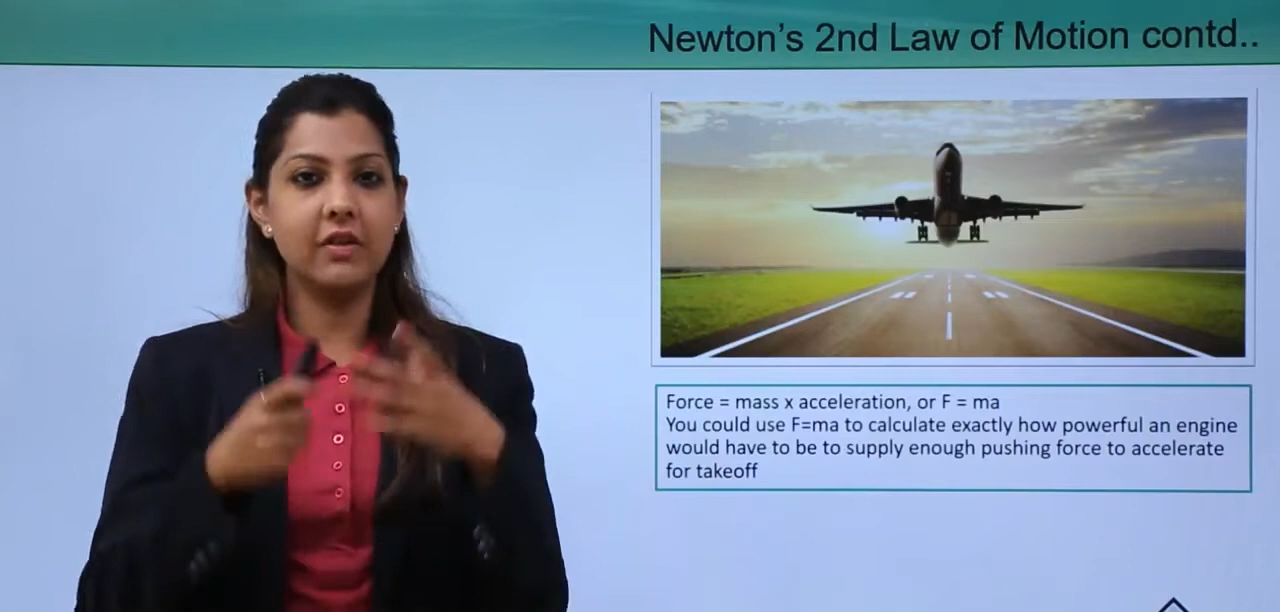 Newton's 2nd Law of Motion contd..
Force = mass x acceleration, or F = ma
You could use F=ma to calculate exactly how powerful an engine
would have to be to supply enough pushing force to accelerate
for takeoff